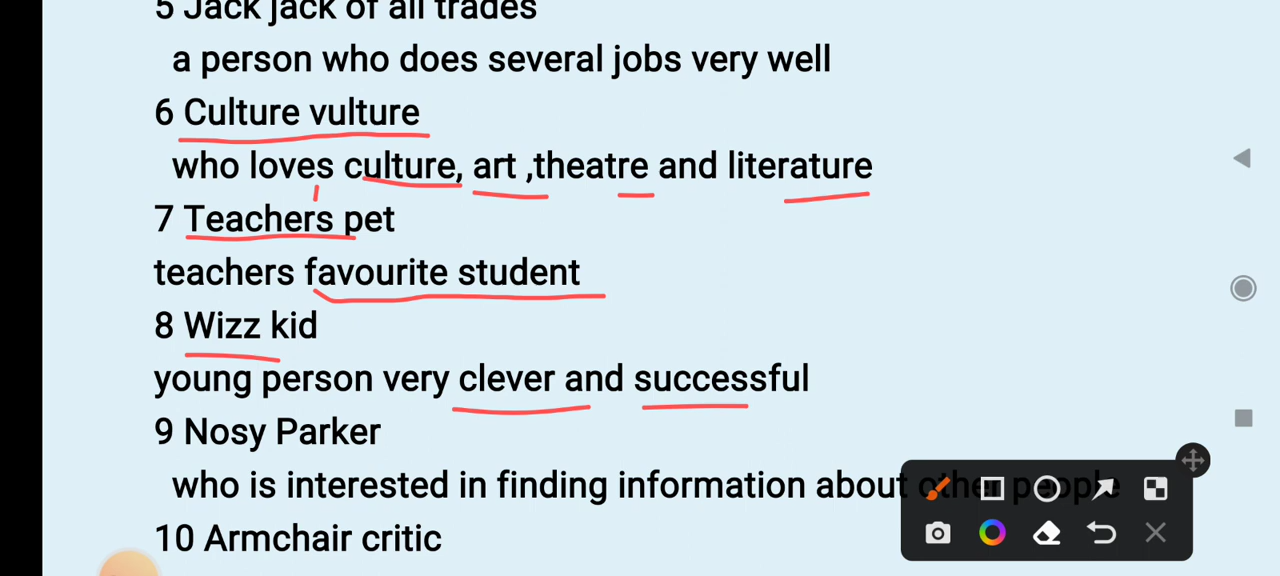 5 Jack jack of all trades
a person who does several jobs very well
6 Culture vulture
who loves culture, art ,theatre and literature
7 Teachers pet
teachers favourite student
8 Wizz kid
young person very clever and successful
9 Nosy Parker
who is interested in finding information about other people
10 Armchair critic